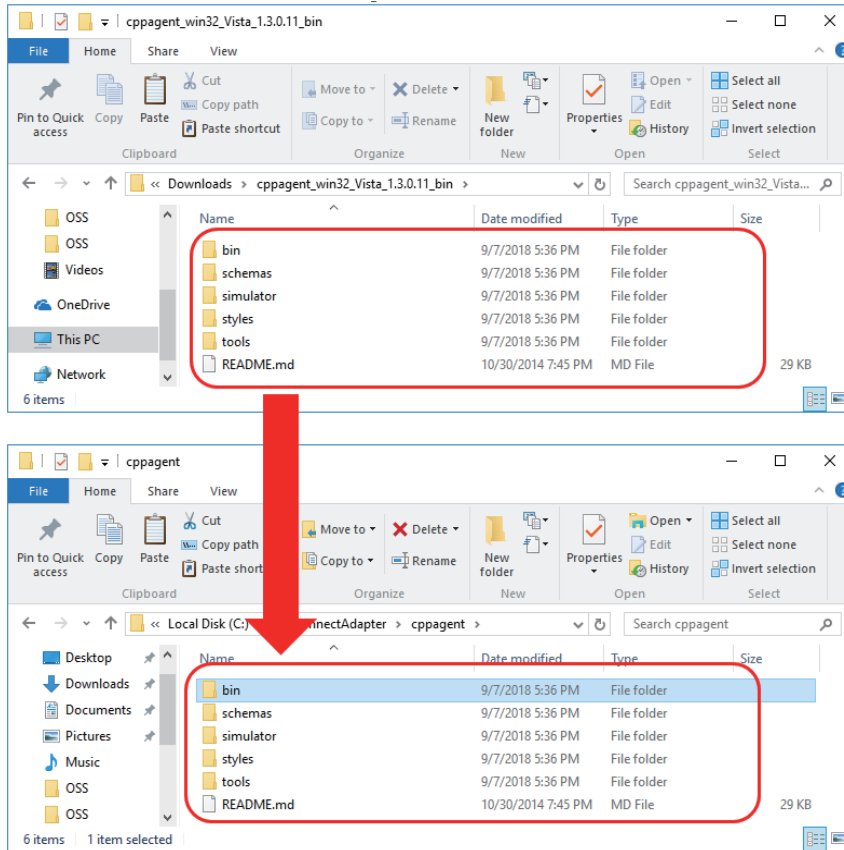 cppagent_win32_Vista_1.3.0.11_bin
File Home Share View
Pin to Quick access
Copy
Paste
Cut
Copy path
Paste shortcut
Move to
Copy to
Delete
Rename
New folder
Properties
Open
Edit
History
Select all
Select none
Invert selection
Clipboard Organize New Open Select
« Downloads > cppagent_win32_Vista_1.3.0.11_bin >
Search cppagent_win32_Vista...
OSS
OSS
Videos
OneDrive
This PC
Network
Name Date modified Type Size
bin 9/7/2018 5:36 PM File folder
schemas 9/7/2018 5:36 PM File folder
simulator 9/7/2018 5:36 PM File folder
styles 9/7/2018 5:36 PM File folder
tools 9/7/2018 5:36 PM File folder
README.md 10/30/2014 7:45 PM MD File 29 KB
6 items
cppagent
File Home Share View
Pin to Quick access
Copy
Paste
Cut
Copy path
Paste short
Move to
Copy to
Delete
Rename
New folder
Properties
Open
Edit
History
Select all
Select none
Invert selection
Clipboard Organize New Open Select
« Local Disk (C:) nnectAdapter > cppagent >
Search cppagent
Desktop
Downloads
Documents
Pictures
Music
OSS
OSS
Name Date modified Type Size
bin 9/7/2018 5:36 PM File folder
schemas 9/7/2018 5:36 PM File folder
simulator 9/7/2018 5:36 PM File folder
styles 9/7/2018 5:36 PM File folder
tools 9/7/2018 5:36 PM File folder
README.md 10/30/2014 7:45 PM MD File 29 KB
6 items 1 item selected